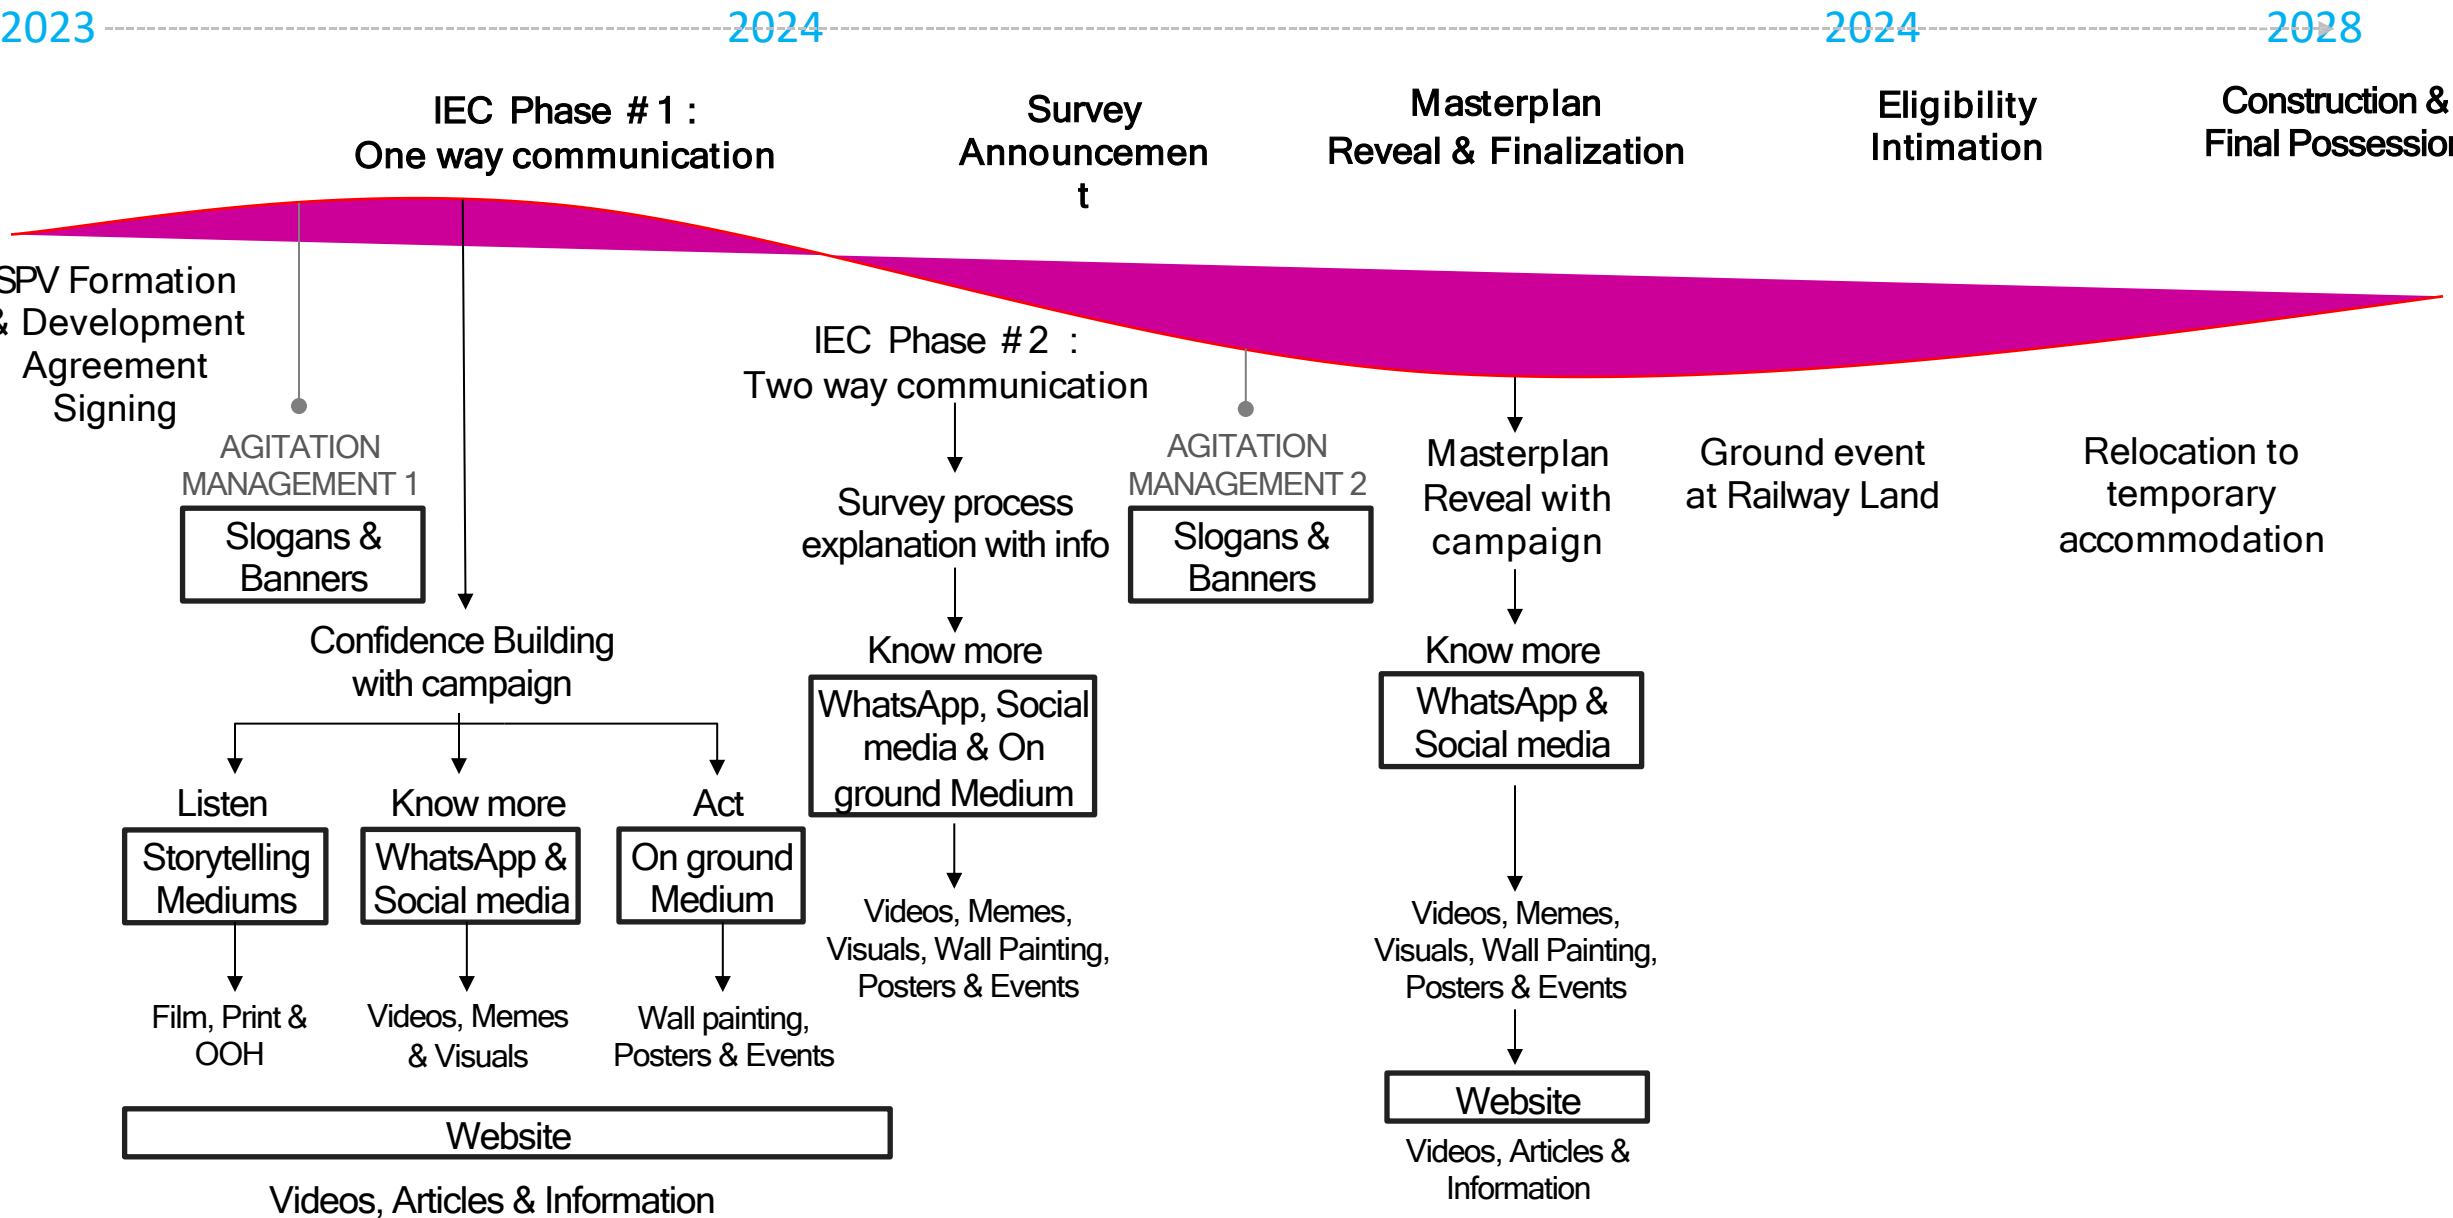 2023
2024
2024
2028
IEC Phase #1 :
One way communication
Survey
Announcemen
t
Masterplan
Reveal & Finalization
Eligibility
Intimation
Construction &
Final Possession
SPV Formation
& Development
Agreement
Signing
AGITATION
MANAGEMENT 1
Slogans &
Banners
Confidence Building
with campaign
Listen
Storytelling
Mediums
Film, Print &
OOH
Know more
WhatsApp &
Social media
Videos, Memes
& Visuals
Act
On ground
Medium
Wall painting,
Posters & Events
Website
Videos, Articles & Information
IEC Phase #2 :
Two way communication
Survey process
explanation with info
Know more
WhatsApp, Social
media & On
ground Medium
Videos, Memes,
Visuals, Wall Painting,
Posters & Events
AGITATION
MANAGEMENT 2
Slogans &
Banners
Masterplan
Reveal with
campaign
Know more
WhatsApp &
Social media
Videos, Memes,
Visuals, Wall Painting,
Posters & Events
Website
Videos, Articles &
Information
Ground event
at Railway Land
Relocation to
temporary
accommodation